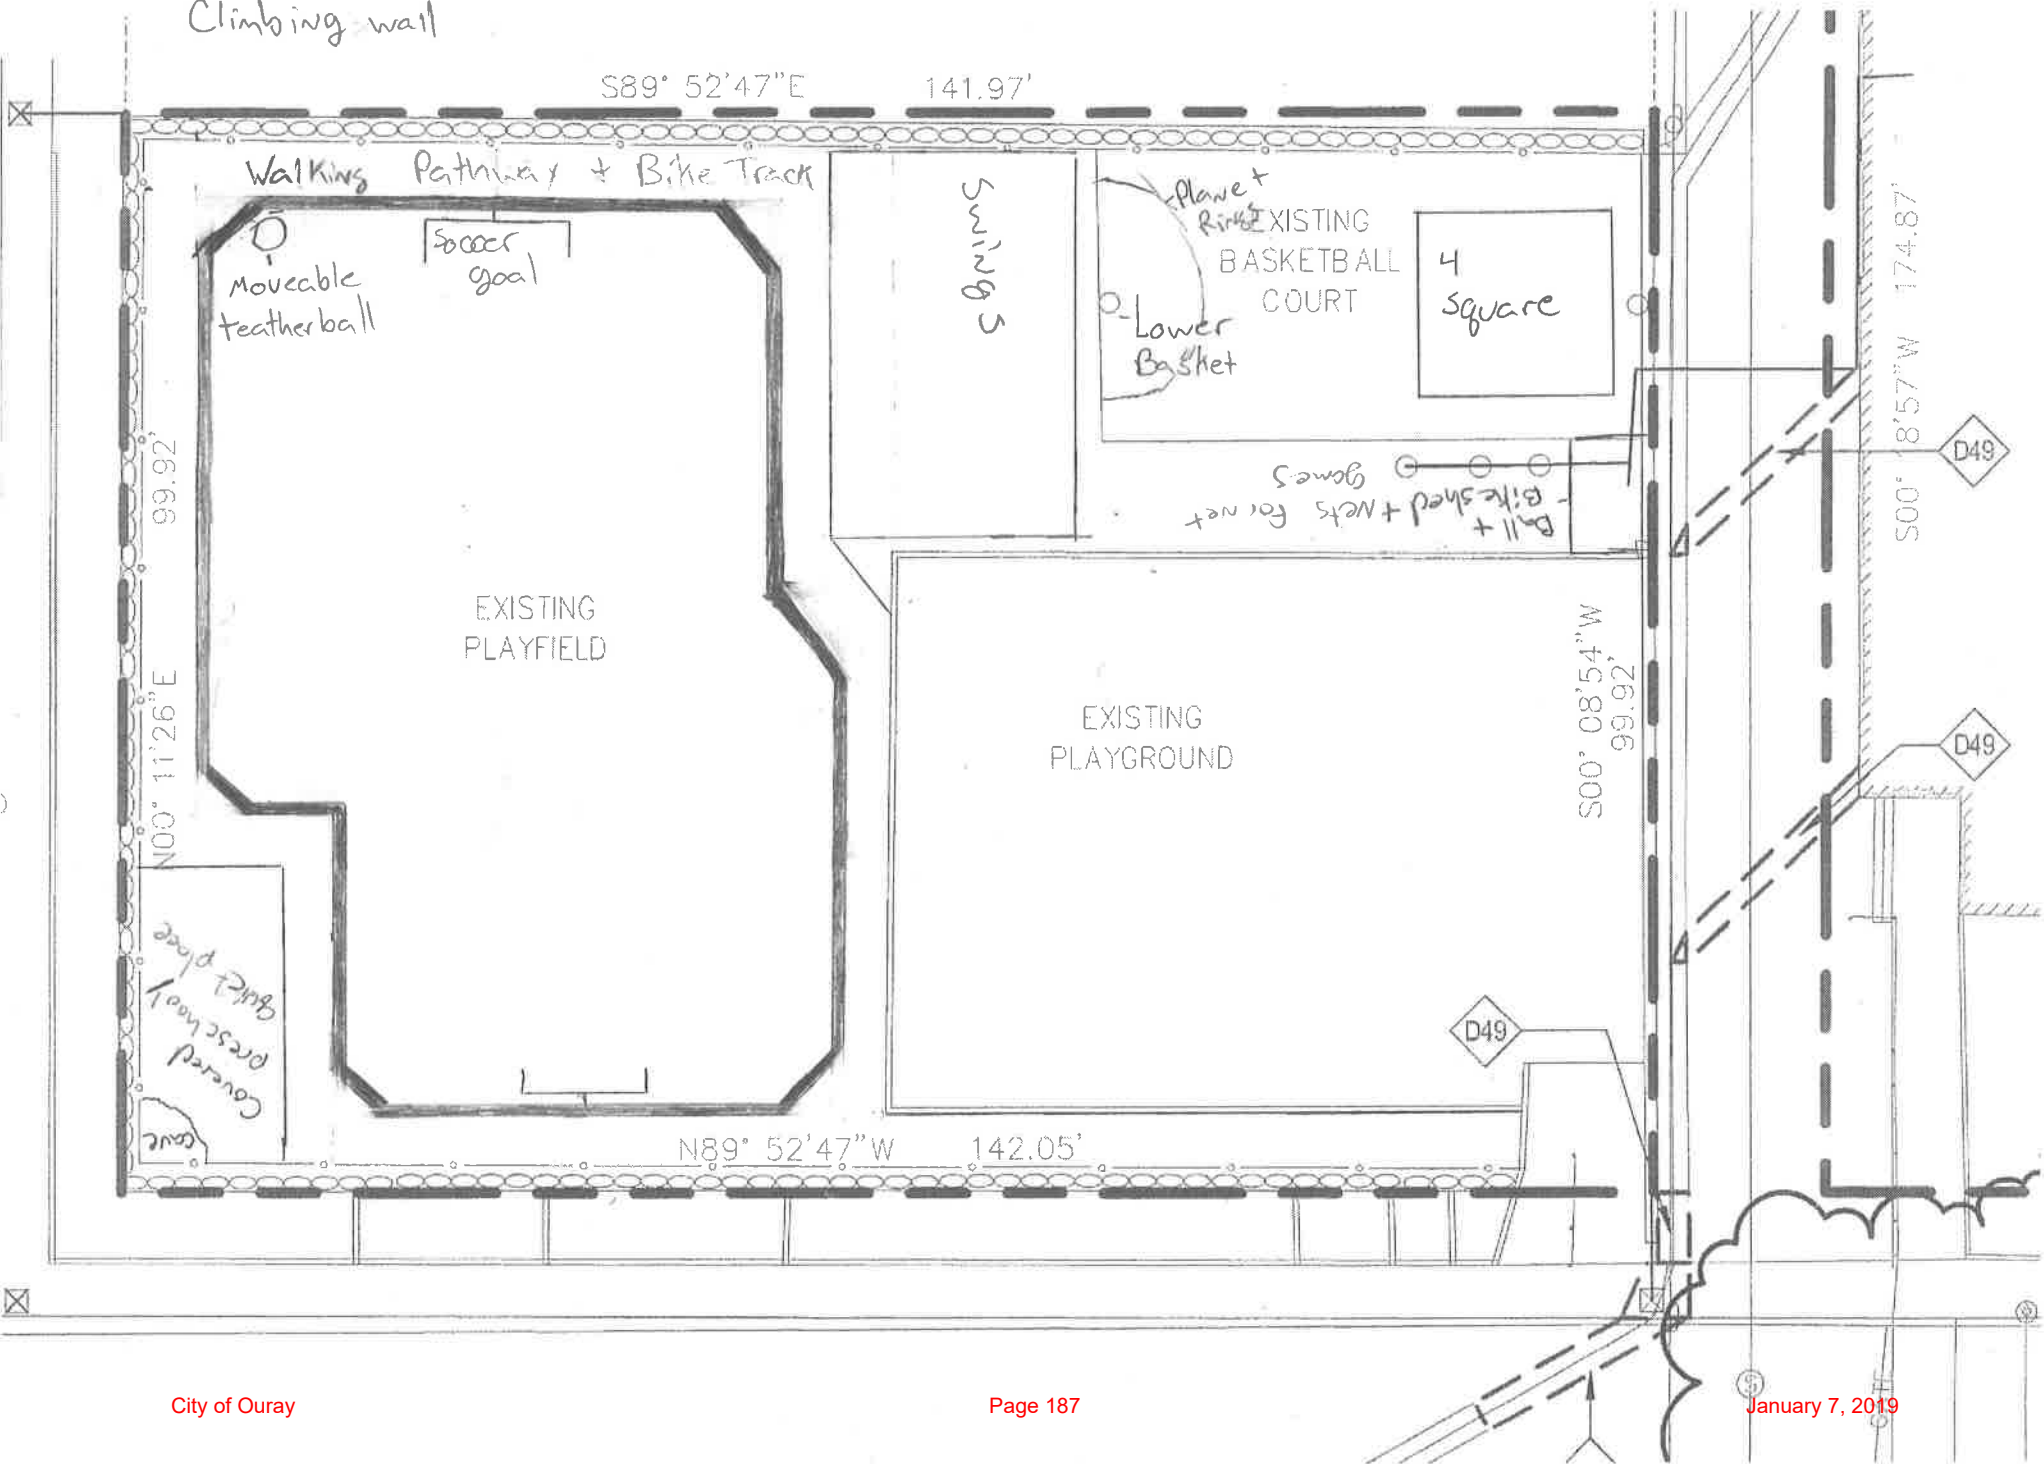 Climbing wall
S89° 52'47"E 141.97'
Walking Pathway + Bike Track
Soccer
goal
Moveable
teatherball
Swings
-Plane +
Rings
EXISTING
BASKETBALL
COURT
4
square
-Lower
Basket
Ball +
- Bike shed + Nets for net
games
S00° 8'57"W 174.87'
D49
99.92'
N00° 11'26"E
EXISTING
PLAYFIELD
EXISTING
PLAYGROUND
S00° 08'54"W
99.92'
D49
D49
Covered
preschool
quiet place
cave
N89° 52'47"W 142.05'
S
City of Ouray
Page 187
January 7, 2019